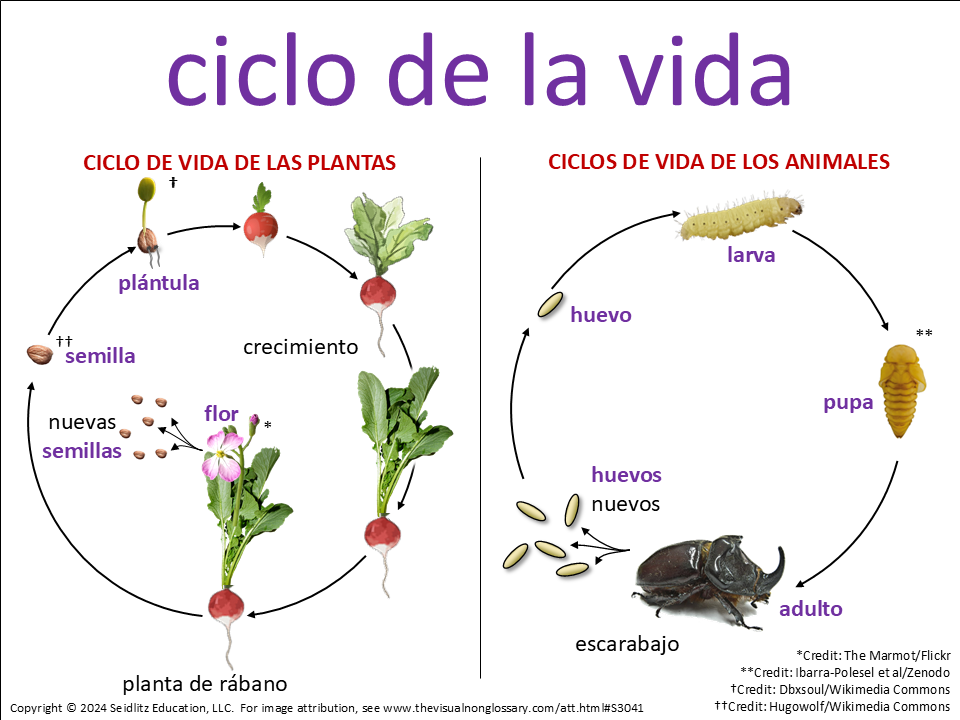 ciclo de la vida
CICLO DE VIDA DE LAS PLANTAS
†
plántula
crecimiento
††
semilla
nuevas
semillas
flor
*
planta de rábano
CICLOS DE VIDA DE LOS ANIMALES
larva
huevo
**
pupa
huevos
nuevos
adulto
escarabajo
*Credit: The Marmot/Flickr
**Credit: Ibarra-Polesel et al/Zenodo
†Credit: Dbxsoul/Wikimedia Commons
††Credit: Hugowolf/Wikimedia Commons
Copyright © 2024 Seidlitz Education, LLC. For image attribution, see www.thevisualnonglossary.com/att.html#S3041